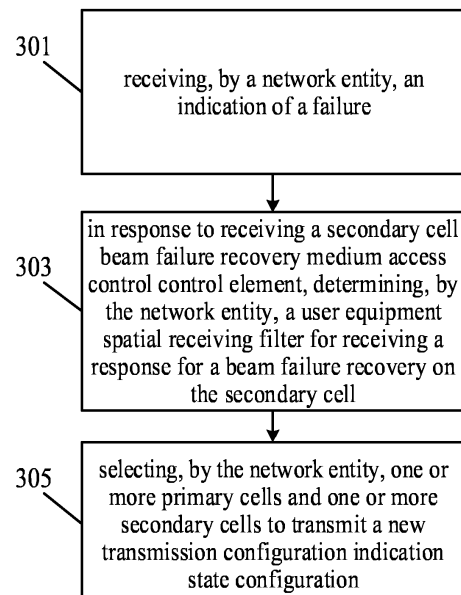 301
receiving, by a network entity, an
indication of a failure
303
in response to receiving a secondary cell
beam failure recovery medium access
control control element, determining, by
the network entity, a user equipment
spatial receiving filter for receiving a
response for a beam failure recovery on
the secondary cell
305
selecting, by the network entity, one or
more primary cells and one or more
secondary cells to transmit a new
transmission configuration indication
state configuration